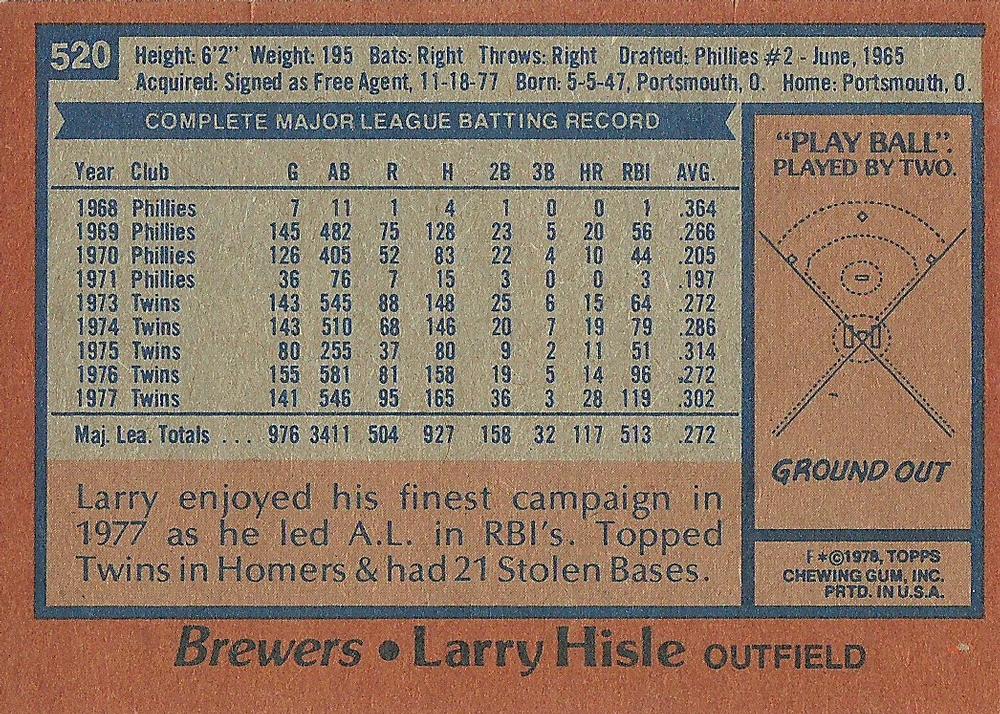 520
Height: 6'2" Weight: 195 Bats: Right Throws: Right Drafted: Phillies #2 - June, 1965
Acquired: Signed as Free Agent, 11-18-77 Born: 5-5-47, Portsmouth, O. Home: Portsmouth, O.
COMPLETE MAJOR LEAGUE BATTING RECORD
Year Club G AB R H 2B 3B HR RBI AVG.
1968 Phillies 7 11 1 4 1 0 0 1 .364
1969 Phillies 145 482 75 128 23 5 20 56 .266
1970 Phillies 126 405 52 83 22 4 10 44 .205
1971 Phillies 36 76 7 15 3 0 0 3 .197
1973 Twins 143 545 88 148 25 6 15 64 .272
1974 Twins 143 510 68 146 20 7 19 79 .286
1975 Twins 80 255 37 80 9 2 11 51 .314
1976 Twins 155 581 81 158 19 5 14 96 .272
1977 Twins 141 546 95 165 36 3 28 119 .302
Maj. Lea. Totals ... 976 3411 504 927 158 32 117 513 .272
Larry enjoyed his finest campaign in
1977 as he led A.L. in RBI's. Topped
Twins in Homers & had 21 Stolen Bases.
"PLAY BALL":
PLAYED BY TWO.
GROUND OUT
F*©1978, TOPPS
CHEWING GUM, INC.
PRTD. IN U.S.A.
Brewers • Larry Hisle OUTFIELD